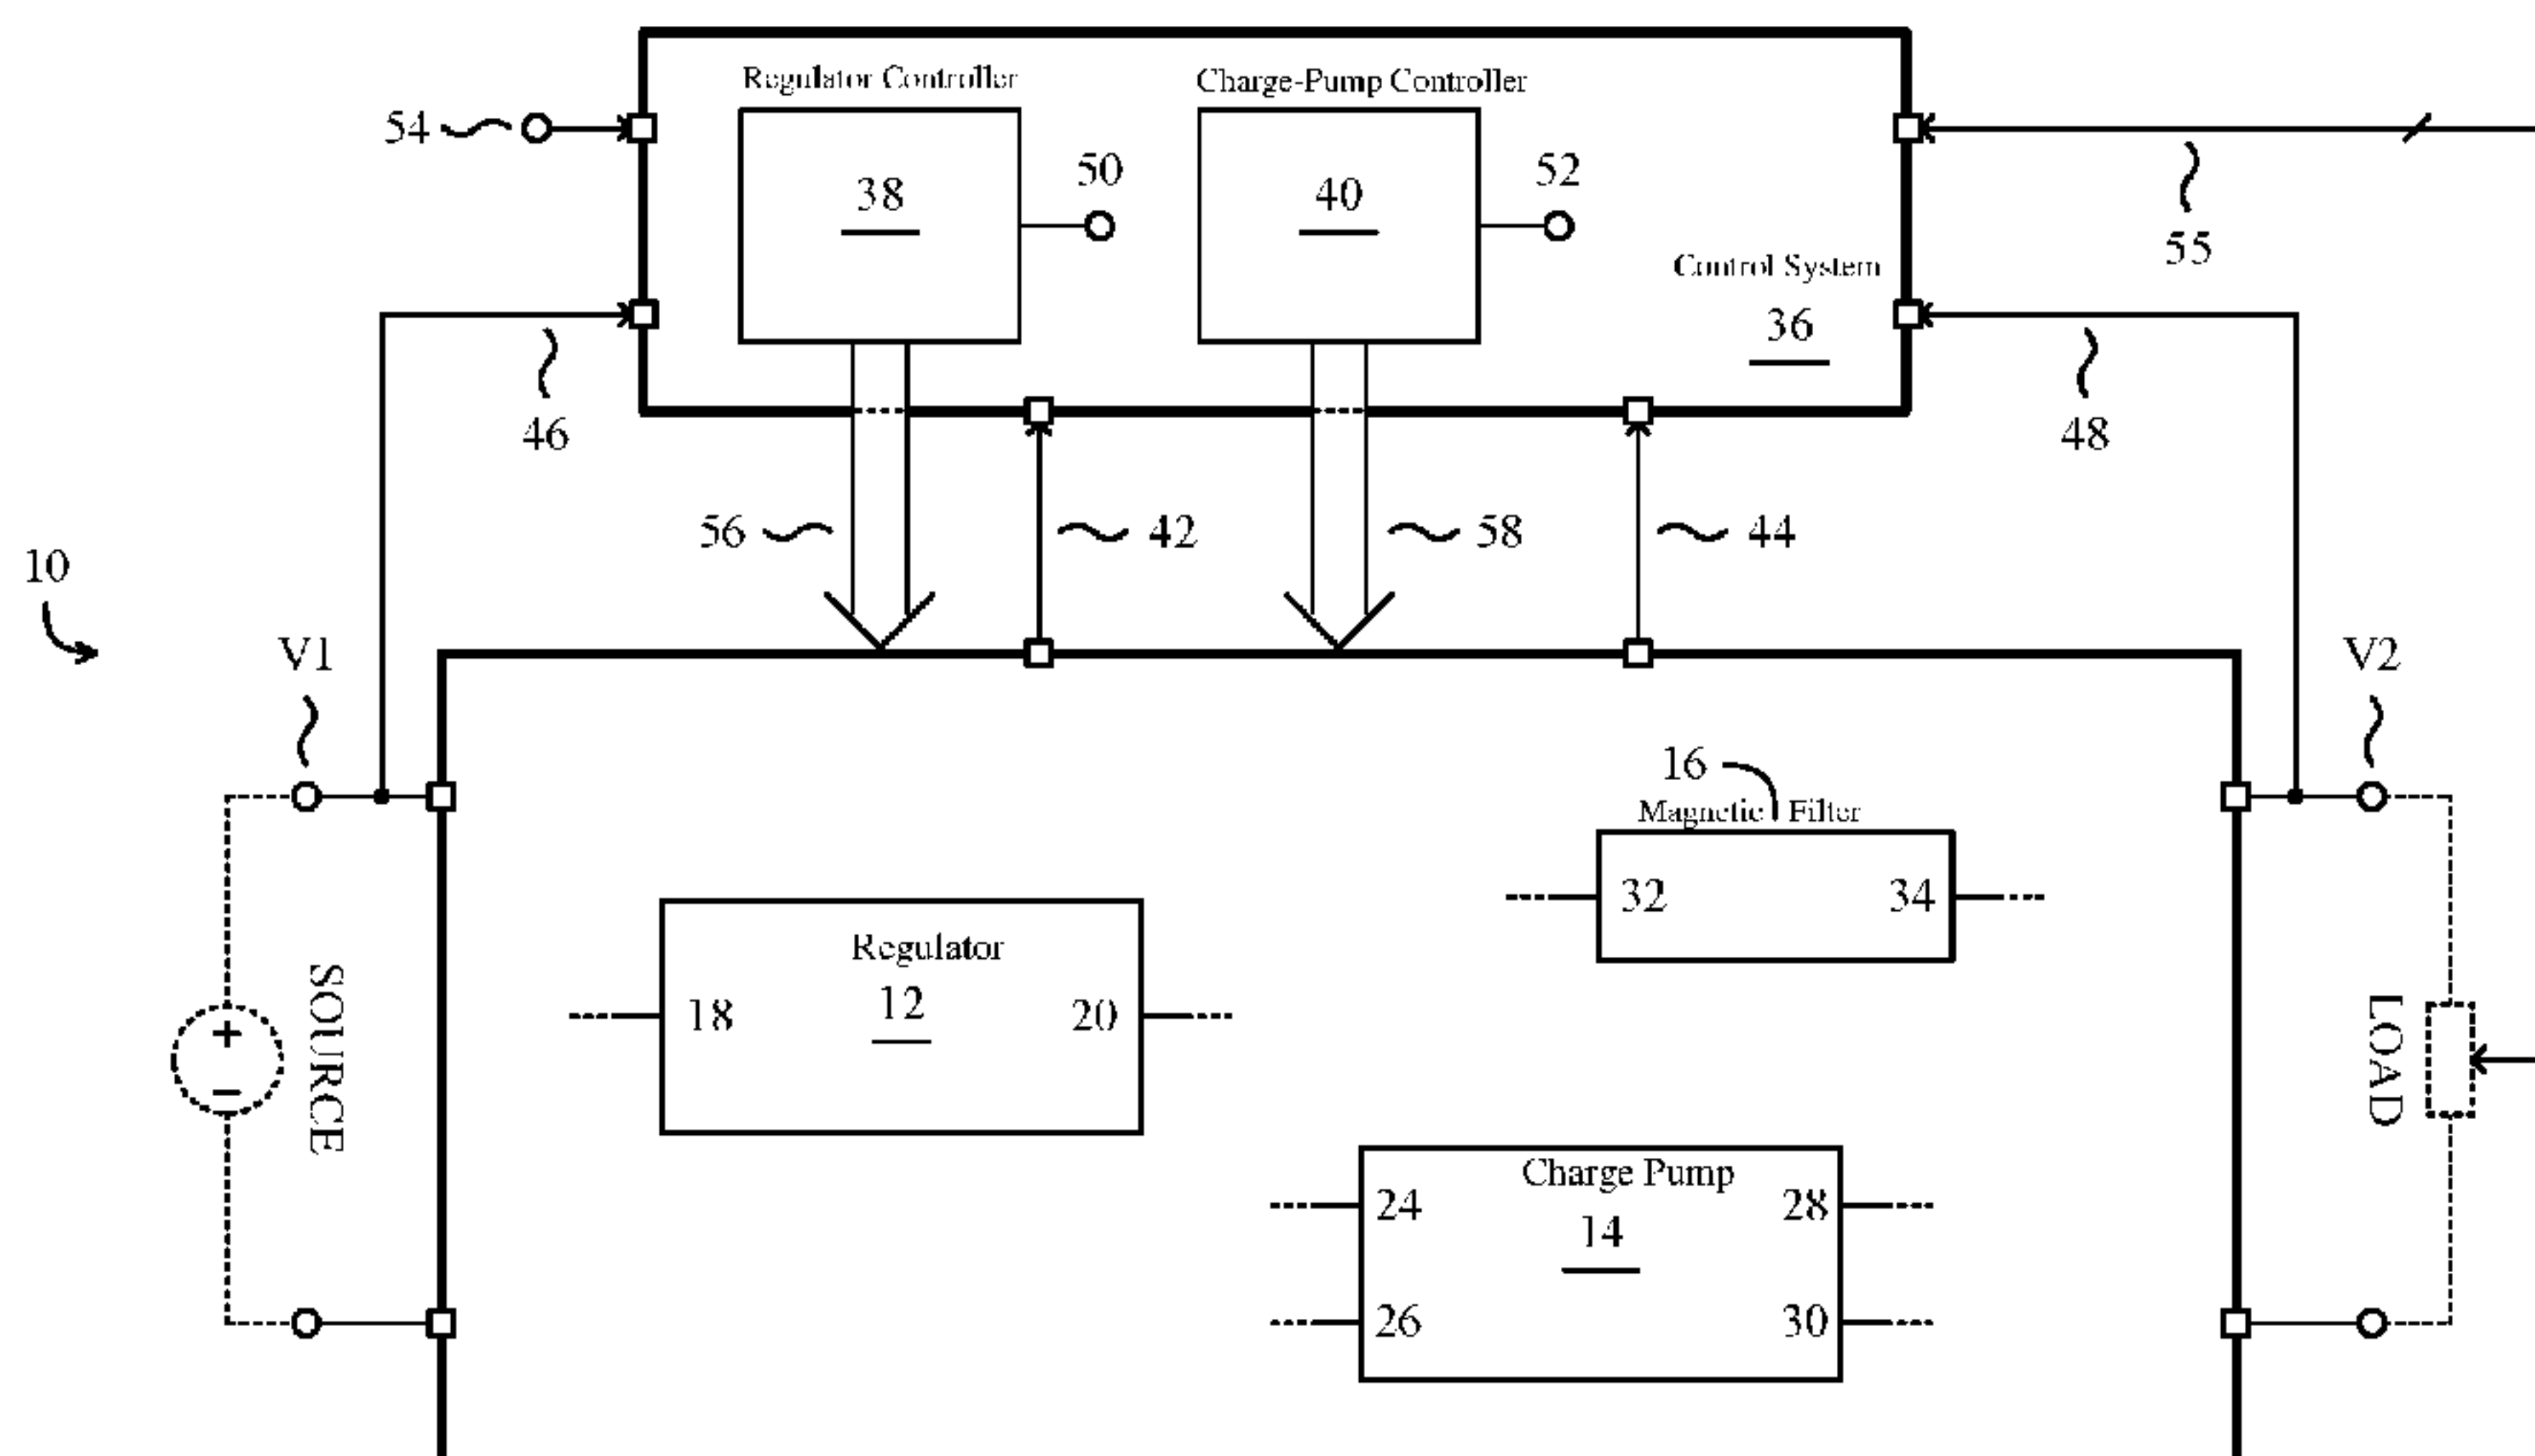 Regulator Controller
Charge-Pump Controller
54
38
50
40
52
55
Control System
36
46
48
56
42
58
44
10
V1
V2
16
Magnetic Filter
32
34
Regulator
12
18
20
SOURCE
LOAD
+
−
Charge Pump
14
24
28
26
30